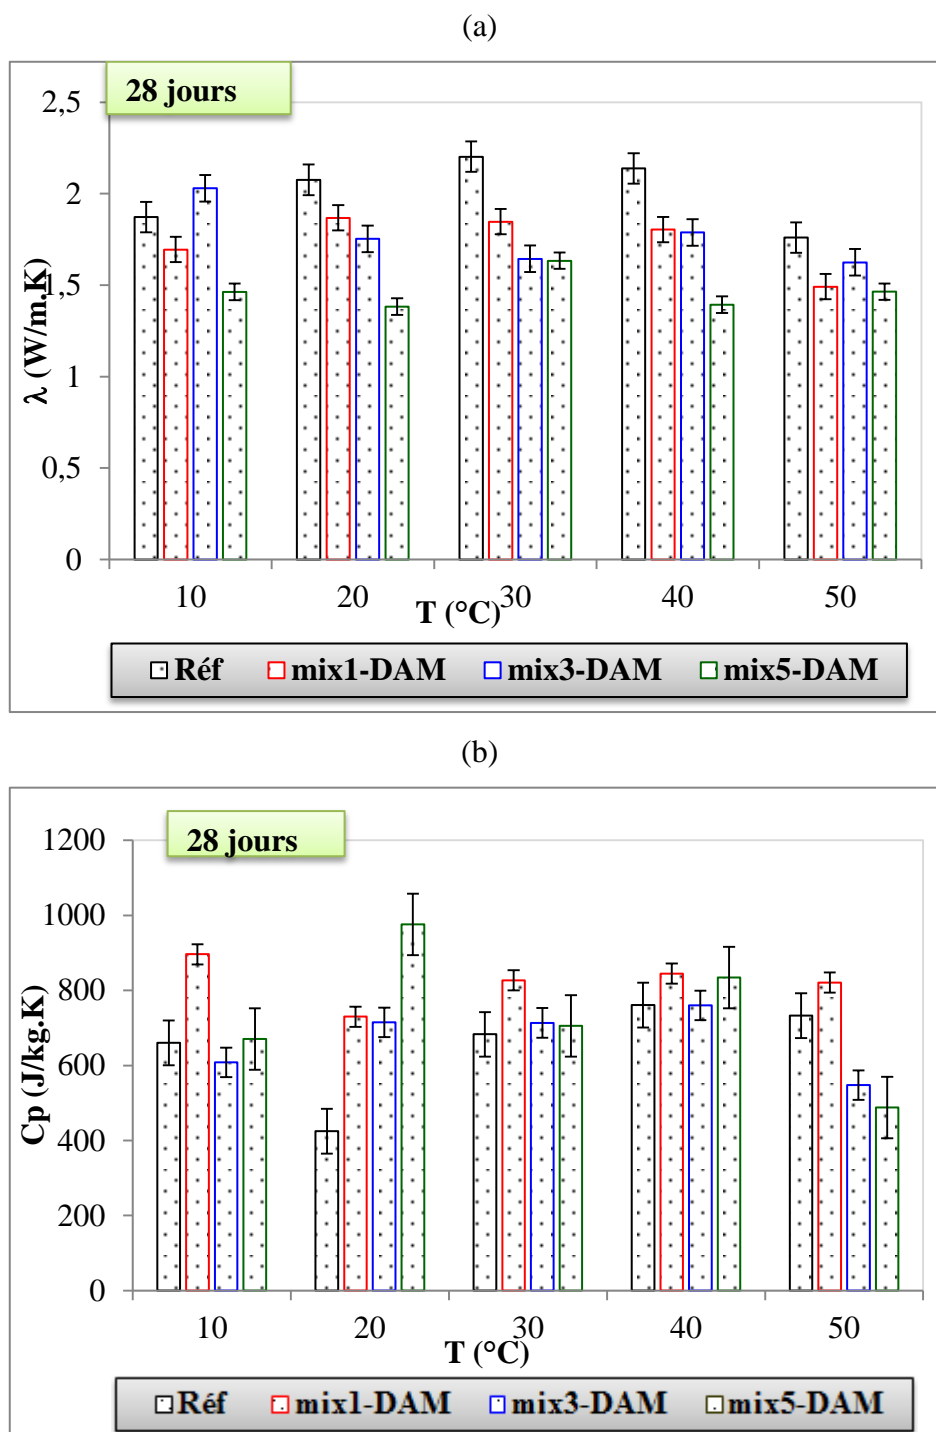 (a)
28 jours
2,5
2
1,5
1
0,5
0
λ (W/m.K)
10 20 30 40 50
T (°C)
Réf mix1-DAM mix3-DAM mix5-DAM
(b)
28 jours
1200
1000
800
600
400
200
0
Cp (J/kg.K)
10 20 30 40 50
T (°C)
Réf mix1-DAM mix3-DAM mix5-DAM